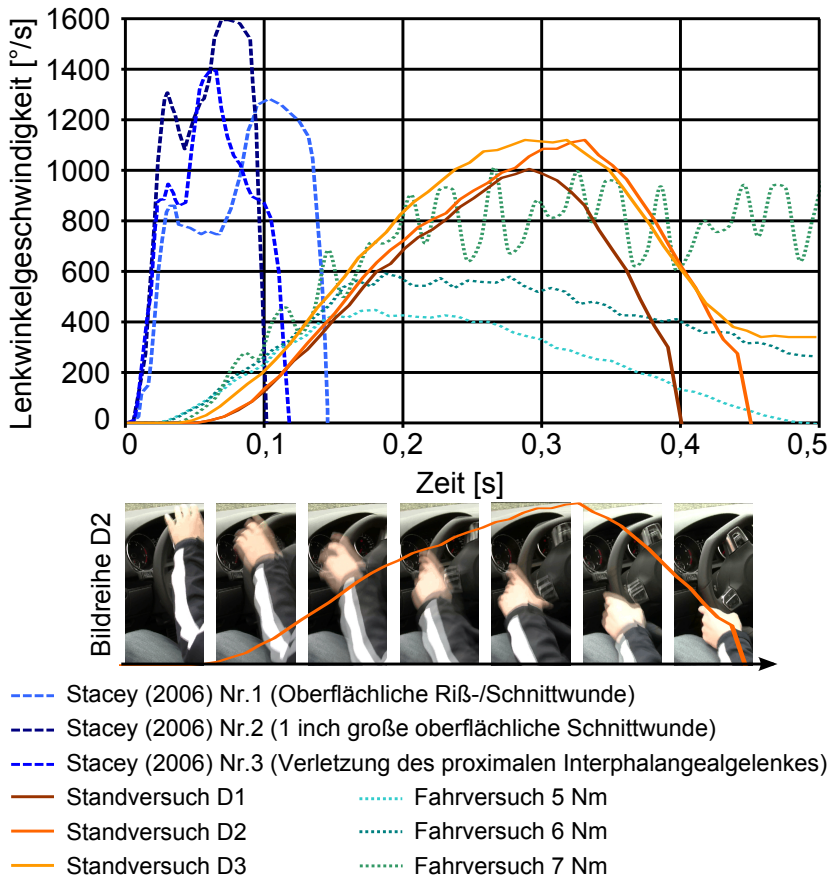 Lenkwinkelgeschwindigkeit [°/s]
1600
1400
1200
1000
800
600
400
200
0
0 0,1 0,2 0,3 0,4 0,5
Zeit [s]
Bildreihe D2
Stacey (2006) Nr.1 (Oberflächliche Riß-/Schnittwunde)
Stacey (2006) Nr.2 (1 inch große oberflächliche Schnittwunde)
Stacey (2006) Nr.3 (Verletzung des proximalen Interphalangealgelenkes)
Standversuch D1 Fahrversuch 5 Nm
Standversuch D2 Fahrversuch 6 Nm
Standversuch D3 Fahrversuch 7 Nm